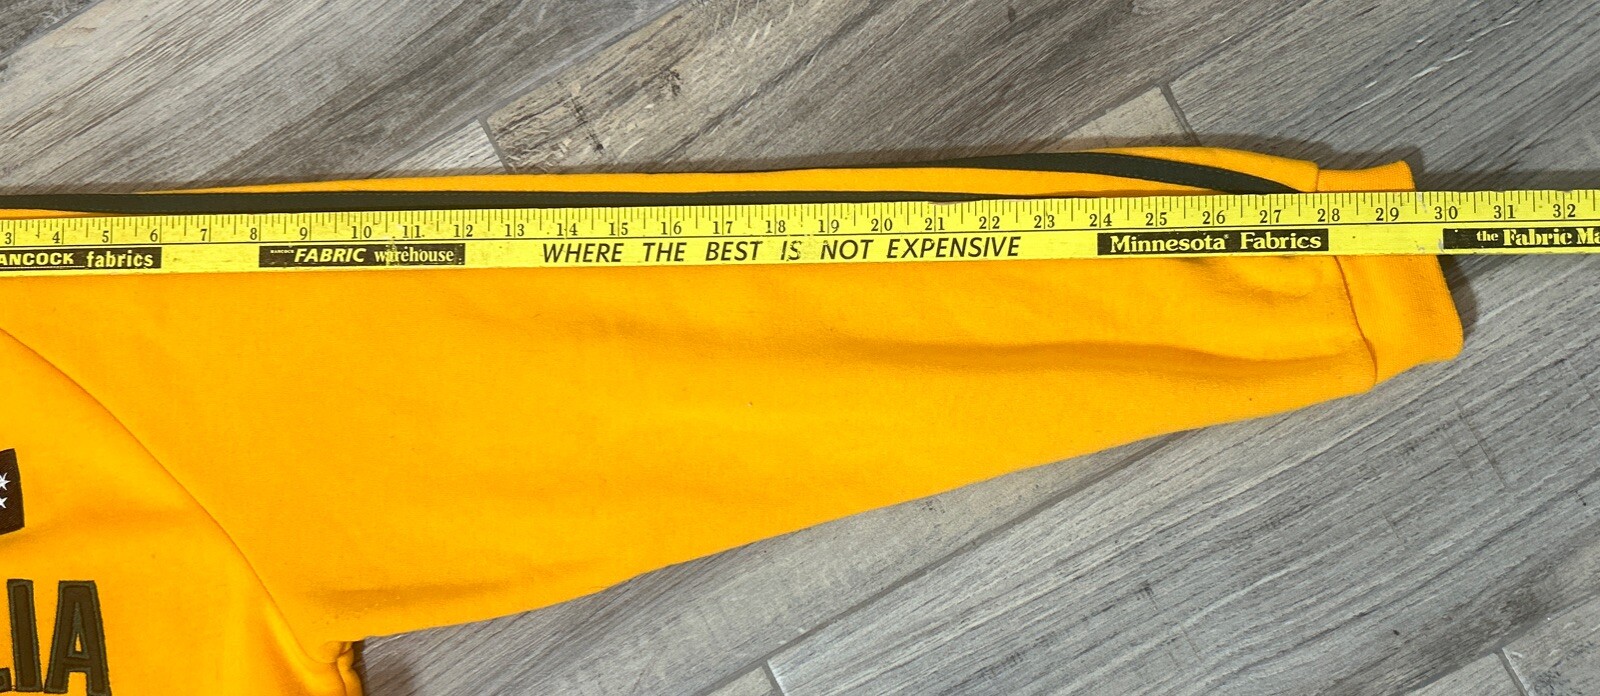 3 4 5 6 7 8 9 10 11 12 13 14 15 16 17 18 19 20 21 22 23 24 25 26 27 28 29 30 31 32
ANCOCK fabrics HANCOCK FABRIC warehouse WHERE THE BEST IS NOT EXPENSIVE Minnesota Fabrics the Fabric Ma
LIA